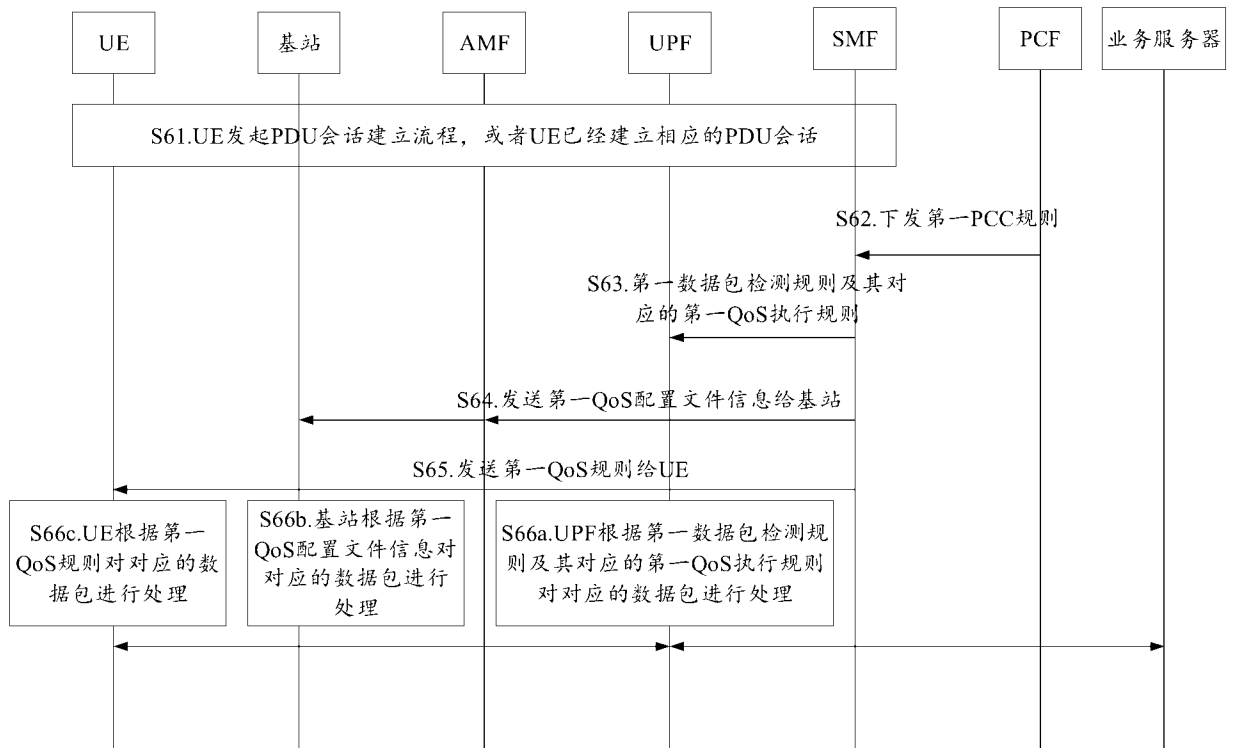 UE
基站
AMF
UPF
SMF
PCF
业务服务器
S61.UE发起PDU会话建立流程，或者UE已经建立相应的PDU会话
S62.下发第一PCC规则
S63.第一数据包检测规则及其对
应的第一QoS执行规则
S64.发送第一QoS配置文件信息给基站
S65.发送第一QoS规则给UE
S66c.UE根据第一
QoS规则对对应的数
据包进行处理
S66b.基站根据第一
QoS配置文件信息对
对应的数据包进行
处理
S66a.UPF根据第一数据包检测规
则及其对应的第一QoS执行规则
对对应的数据包进行处理